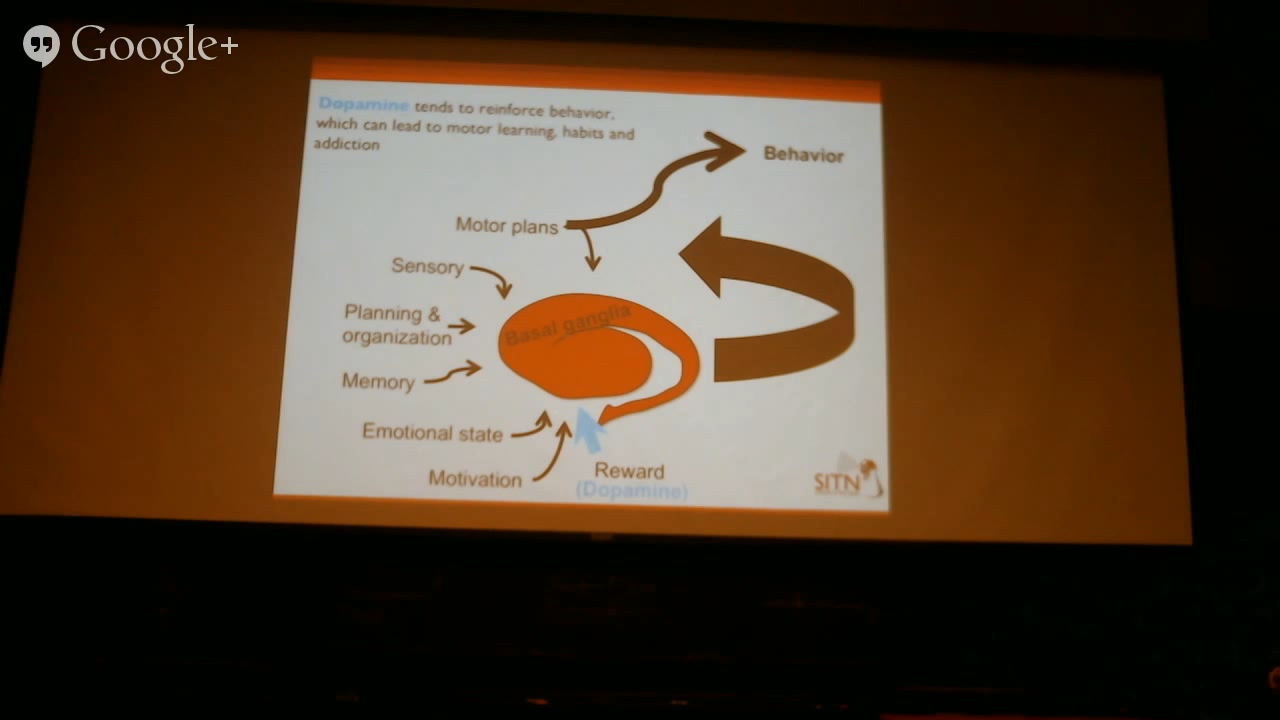 Google+
Dopamine tends to reinforce behavior,
which can lead to motor learning, habits and
addiction
Behavior
Motor plans
Sensory
Planning &
organization
Basal ganglia
Memory
Emotional state
Motivation
Reward
(Dopamine)
SITN